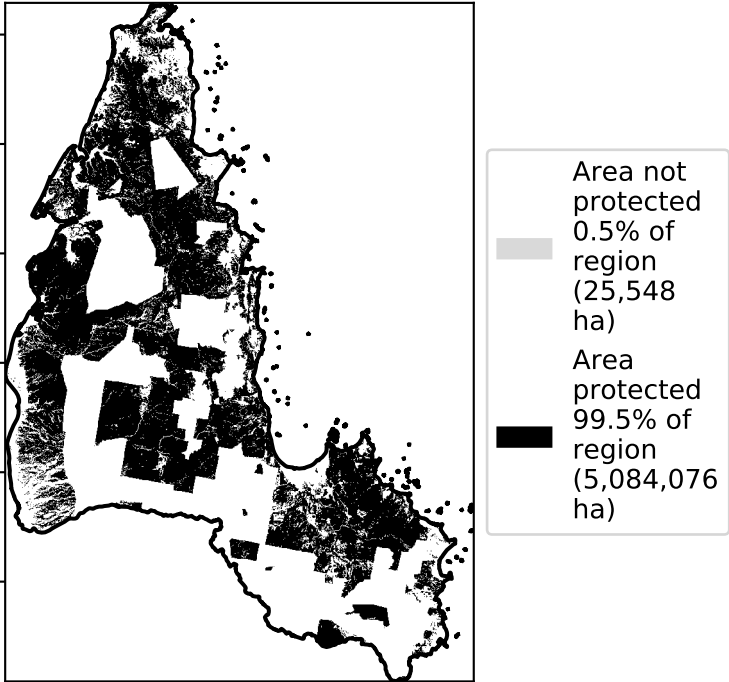 Area not
protected
0.5% of
region
(25,548
ha)
Area
protected
99.5% of
region
(5,084,076
ha)